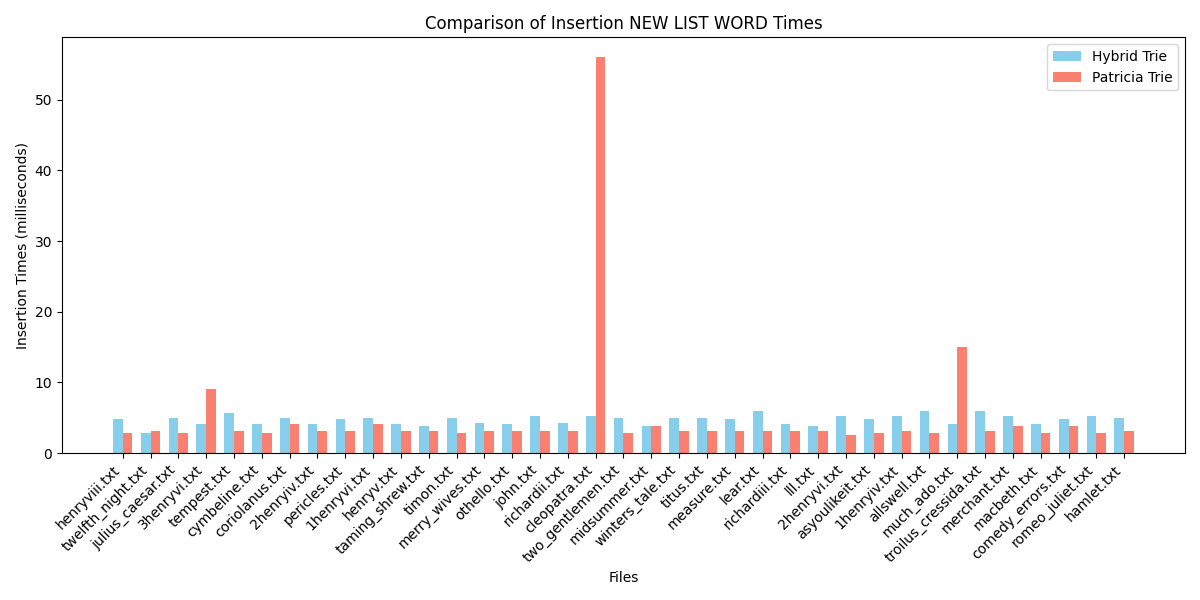 Comparison of Insertion NEW LIST WORD Times
Hybrid Trie
Patricia Trie
Insertion Times (milliseconds)
50
40
30
20
10
0
henryviii.txt
twelfth_night.txt
julius_caesar.txt
3henryvi.txt
tempest.txt
cymbeline.txt
coriolanus.txt
2henryiv.txt
pericles.txt
1henryvi.txt
henryv.txt
taming_shrew.txt
timon.txt
merry_wives.txt
othello.txt
john.txt
richardii.txt
cleopatra.txt
two_gentlemen.txt
midsummer.txt
winters_tale.txt
titus.txt
measure.txt
lear.txt
richardiii.txt
lll.txt
2henryvi.txt
asyoulikeit.txt
1henryiv.txt
allswell.txt
much_ado.txt
troilus_cressida.txt
merchant.txt
macbeth.txt
comedy_errors.txt
romeo_juliet.txt
hamlet.txt
Files